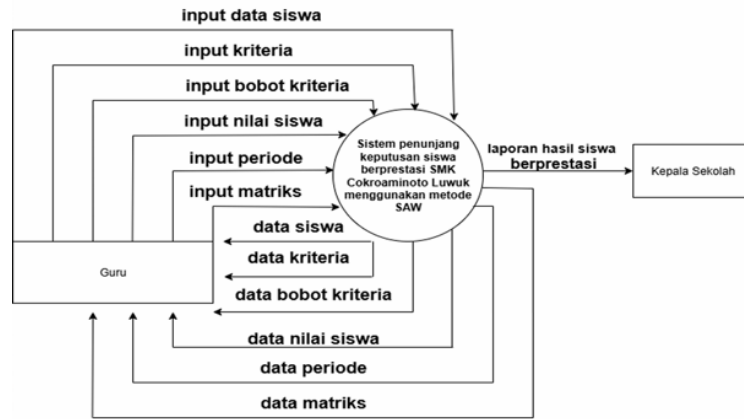 input data siswa
input kriteria
input bobot kriteria
input nilai siswa
input periode
input matriks
Sistem penunjang
keputusan siswa
berprestasi SMK
Cokroaminoto Luwuk
menggunakan metode
SAW
laporan hasil siswa
berprestasi
Kepala Sekolah
Guru
data siswa
data kriteria
data bobot kriteria
data nilai siswa
data periode
data matriks